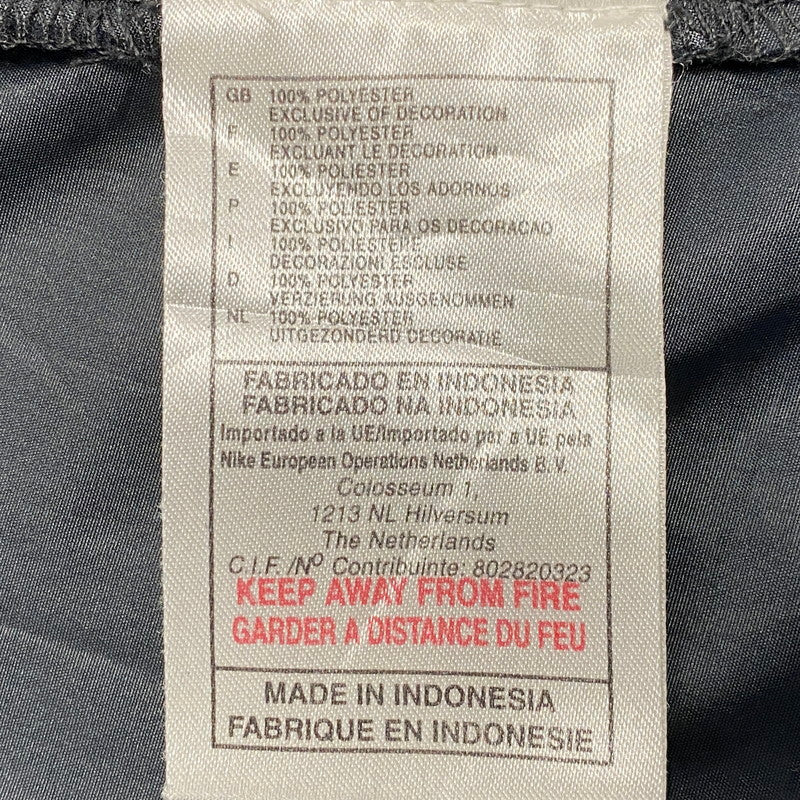 GB 100% POLYESTER
EXCLUSIVE OF DECORATION
F 100% POLYESTER
EXCLUANT LE DECORATION
E 100% POLIESTER
EXCLUYENDO LOS ADORNOS
P 100% POLIESTER
EXCLUSIVO PARA OS DECORACAO
I 100% POLIESTERE
DECORAZIONI ESCLUSE
D 100% POLYESTER
VERZIERUNG AUSGENOMMEN
NL 100% POLYESTER
UITGEZONDERD DECORATIE
FABRICADO EN INDONESIA
FABRICADO NA INDONESIA
Importado a la UE/Importado par a UE pela
Nike European Operations Netherlands B.V.
Colosseum 1,
1213 NL Hilversum
The Netherlands
C.I.F./Nº Contribuinte: 802820323
KEEP AWAY FROM FIRE
GARDER A DISTANCE DU FEU
MADE IN INDONESIA
FABRIQUE EN INDONESIE